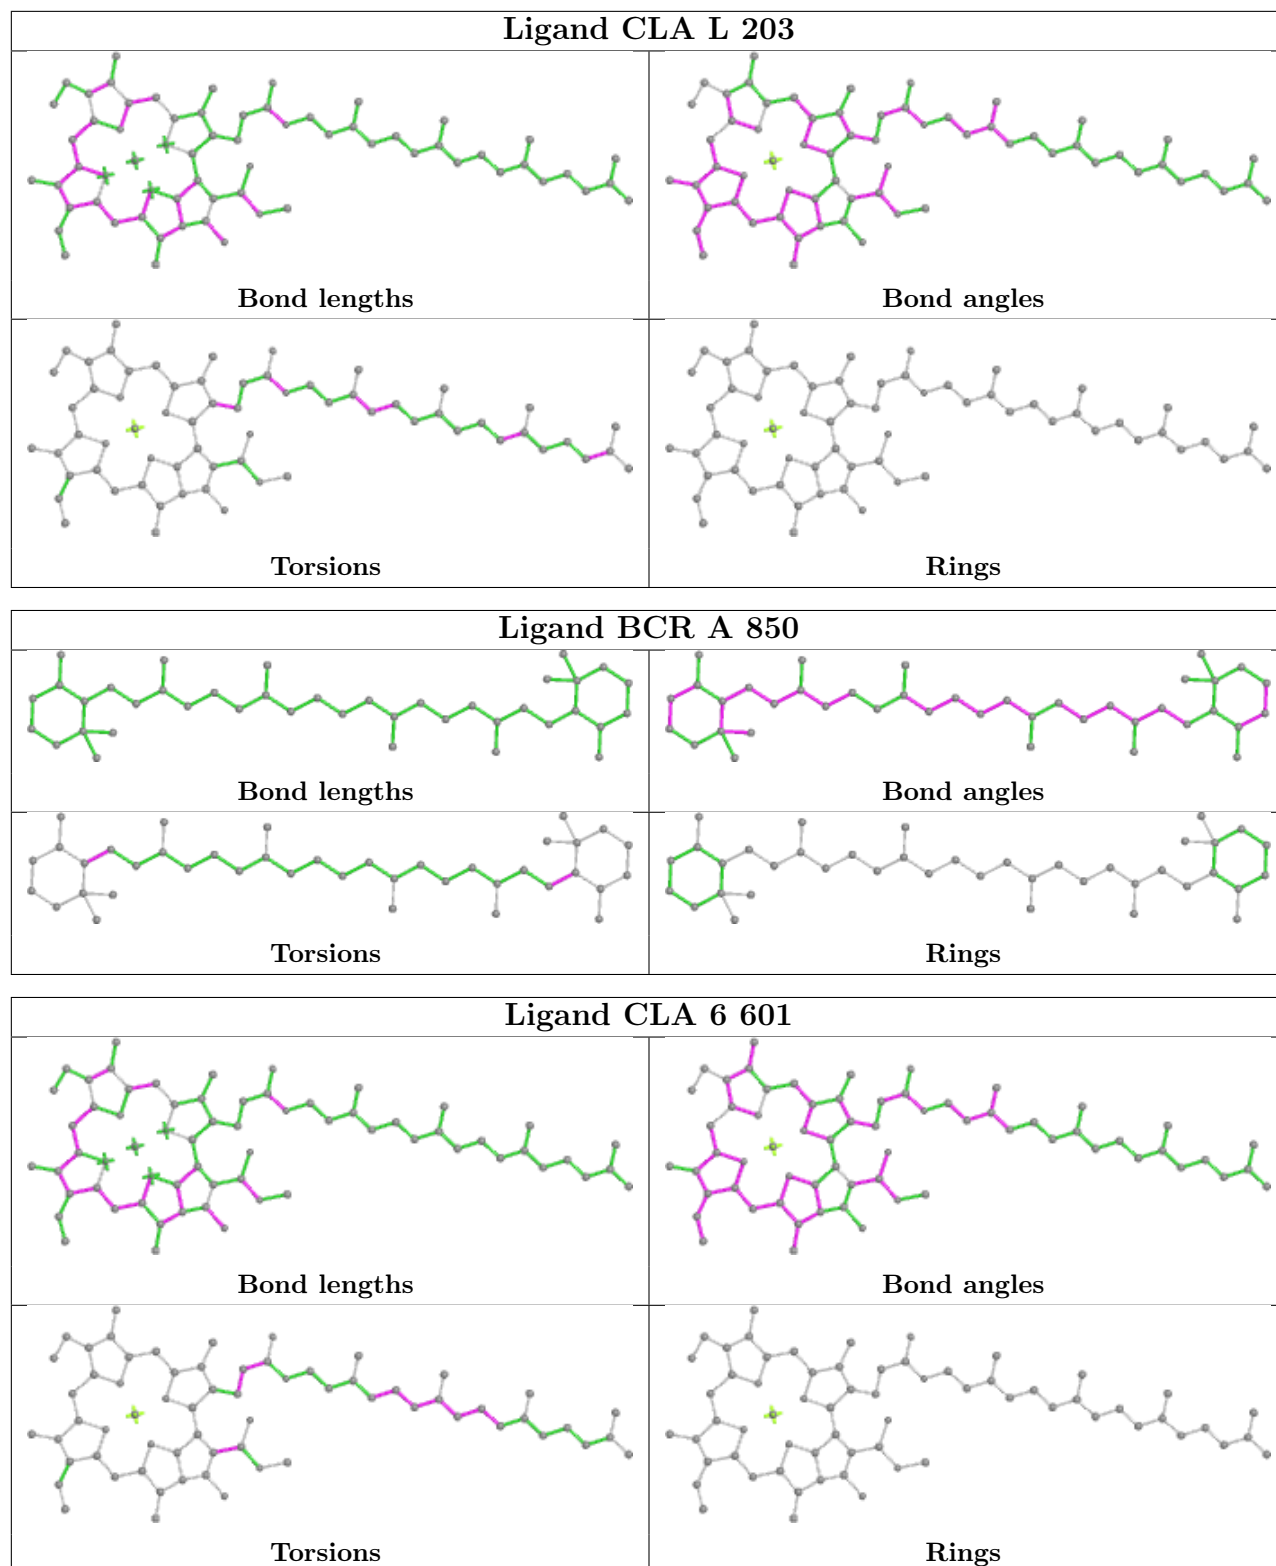 Ligand CLA L 203
Bond lengths
Bond angles
Torsions
Rings
Ligand BCR A 850
Bond lengths
Bond angles
Torsions
Rings
Ligand CLA 6 601
Bond lengths
Bond angles
Torsions
Rings